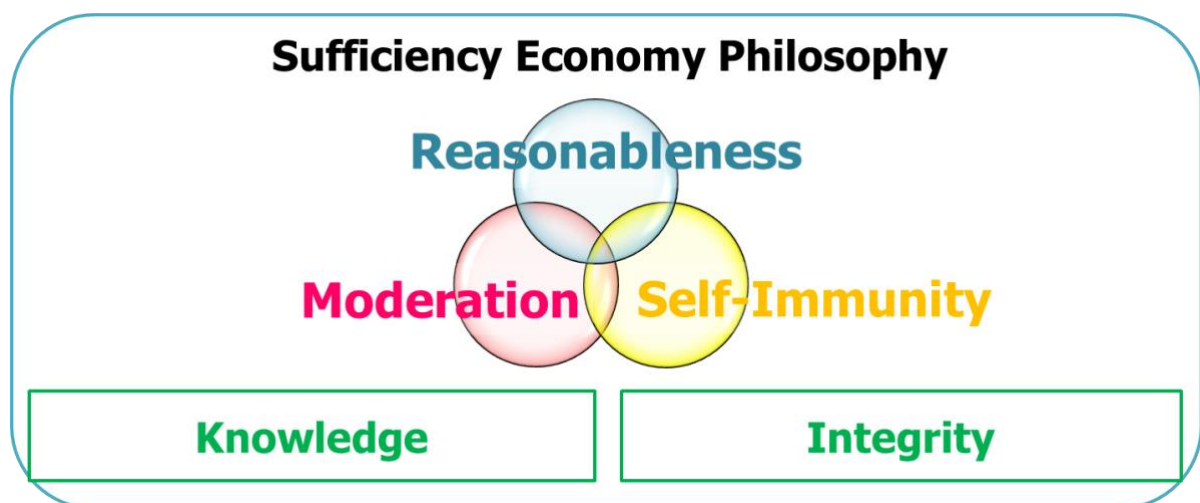 Sufficiency Economy Philosophy
Reasonableness
Moderation
Self-Immunity
Knowledge
Integrity